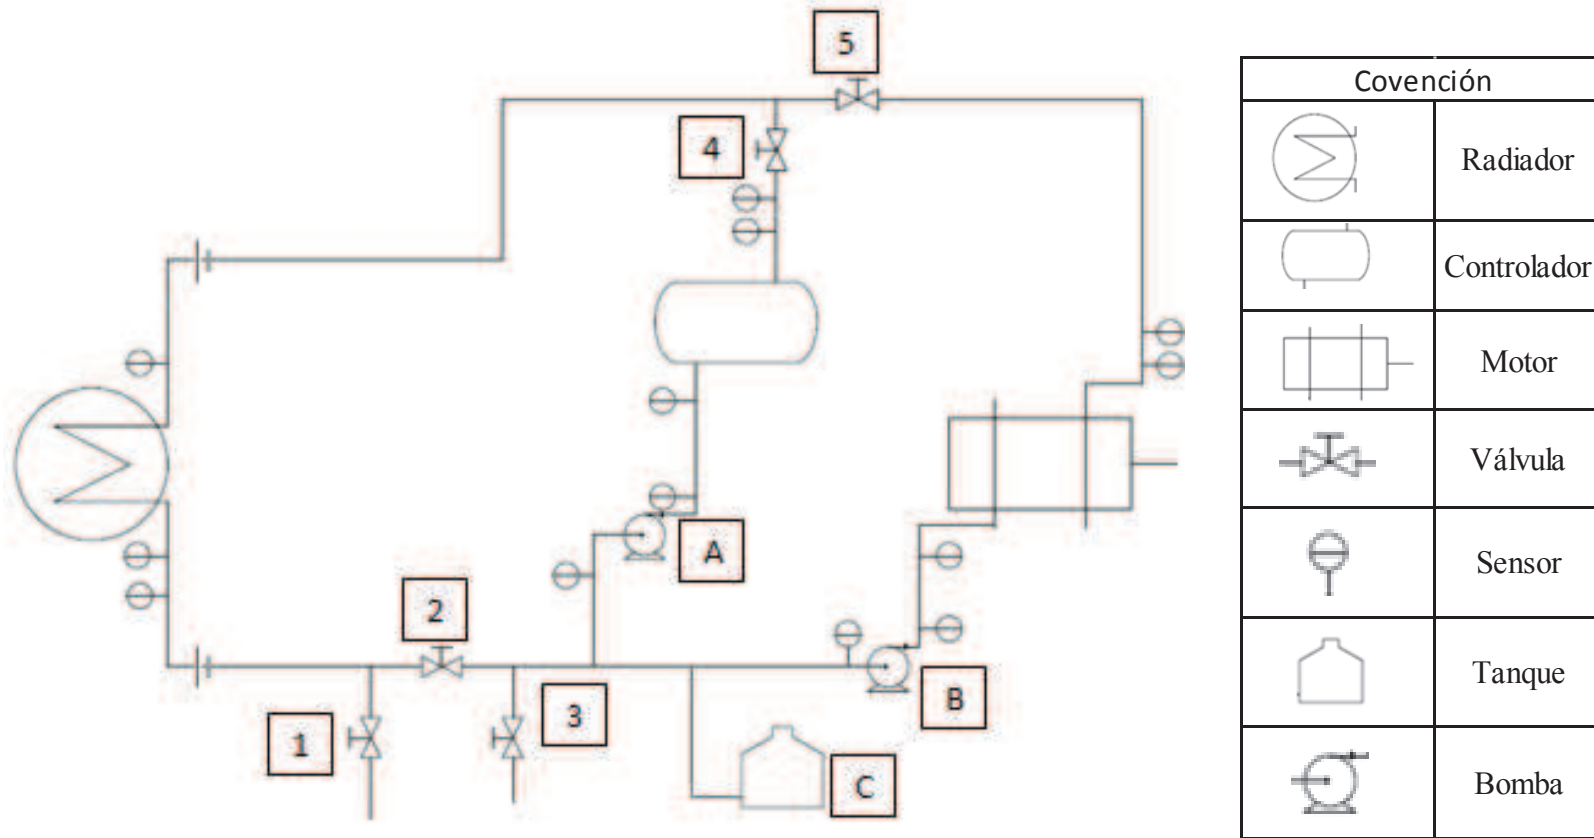 5
4
2
A
3
1
B
C
Covención
Radiador
Controlador
Motor
Válvula
Sensor
Tanque
Bomba